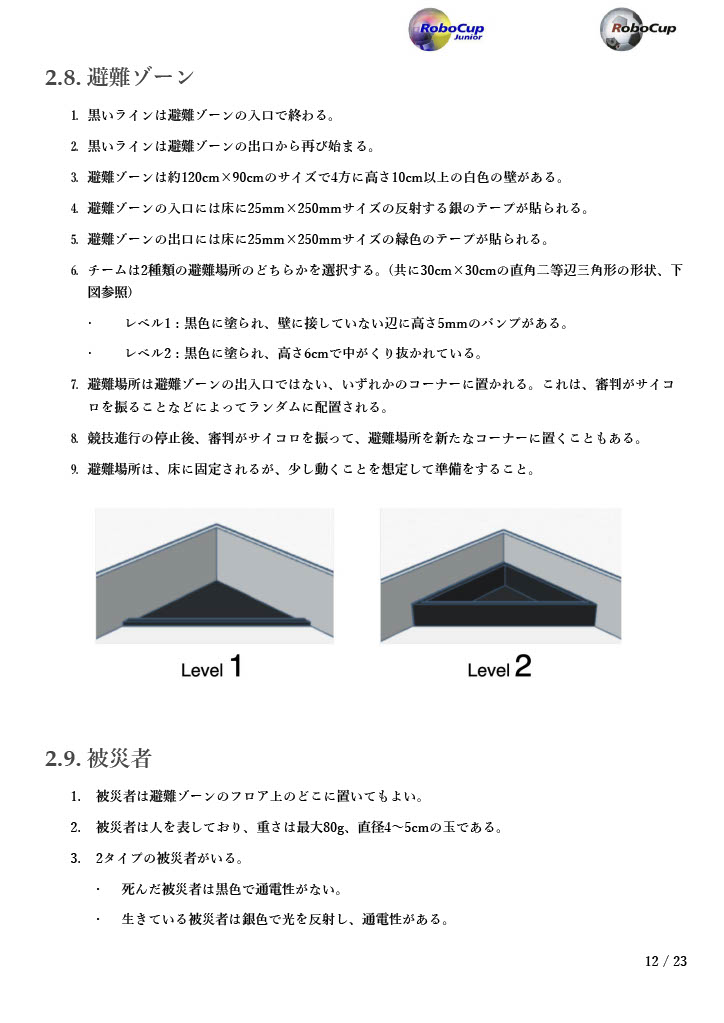 RoboCup Junior RoboCup
2.8. 避難ゾーン
1. 黒いラインは避難ゾーンの入口で終わる。
2. 黒いラインは避難ゾーンの出口から再び始まる。
3. 避難ゾーンは約120cm×90cmのサイズで4方に高さ10cm以上の白色の壁がある。
4. 避難ゾーンの入口には床に25mm×250mmサイズの反射する銀のテープが貼られる。
5. 避難ゾーンの出口には床に25mm×250mmサイズの緑色のテープが貼られる。
6. チームは2種類の避難場所のどちらかを選択する。（共に30cm×30cmの直角二等辺三角形の形状、下
図参照）
· レベル1：黒色に塗られ、壁に接していない辺に高さ5mmのバンプがある。
· レベル2：黒色に塗られ、高さ6cmで中がくり抜かれている。
7. 避難場所は避難ゾーンの出入口ではない、いずれかのコーナーに置かれる。これは、審判がサイコ
ロを振ることなどによってランダムに配置される。
8. 競技進行の停止後、審判がサイコロを振って、避難場所を新たなコーナーに置くこともある。
9. 避難場所は、床に固定されるが、少し動くことを想定して準備をすること。
Level 1 Level 2
2.9. 被災者
1. 被災者は避難ゾーンのフロア上のどこに置いてもよい。
2. 被災者は人を表しており、重さは最大80g、直径4～5cmの玉である。
3. 2タイプの被災者がいる。
· 死んだ被災者は黒色で通電性がない。
· 生きている被災者は銀色で光を反射し、通電性がある。
12 / 23